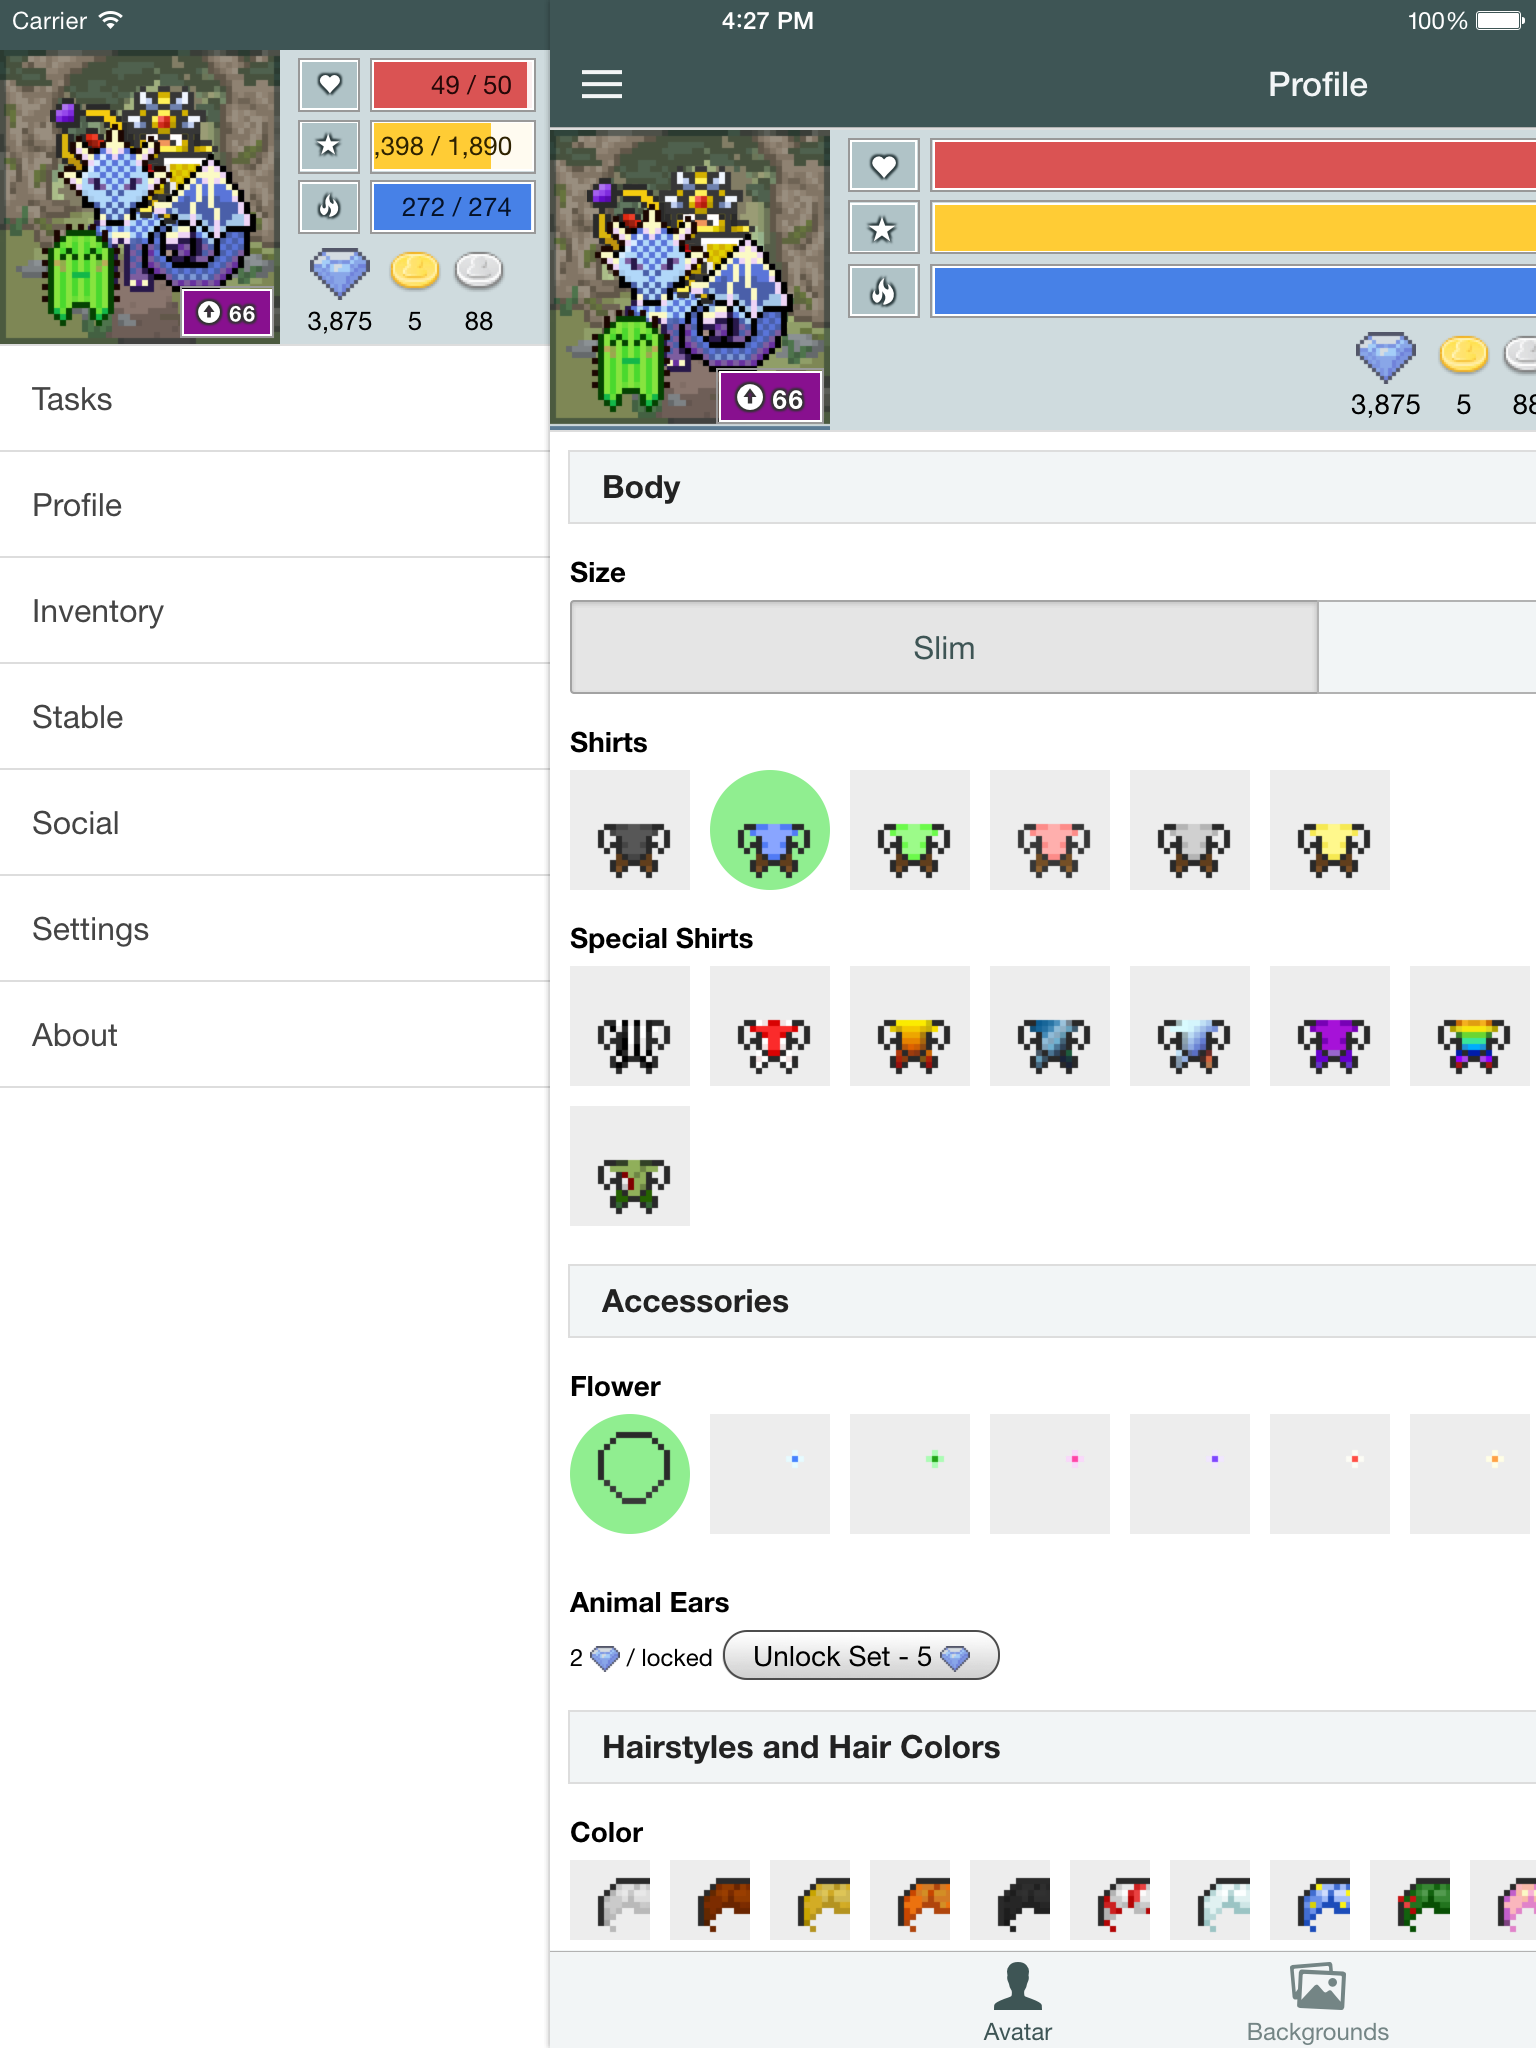 Carrier
4:27 PM
100%
49 / 50
,398 / 1,890
272 / 274
3,875
5
88
66
Tasks
Profile
Inventory
Stable
Social
Settings
About
Profile
66
3,875
5
88
Body
Size
Slim
Shirts
Special Shirts
Accessories
Flower
Animal Ears
2 / locked
Unlock Set - 5
Hairstyles and Hair Colors
Color
Avatar
Backgrounds